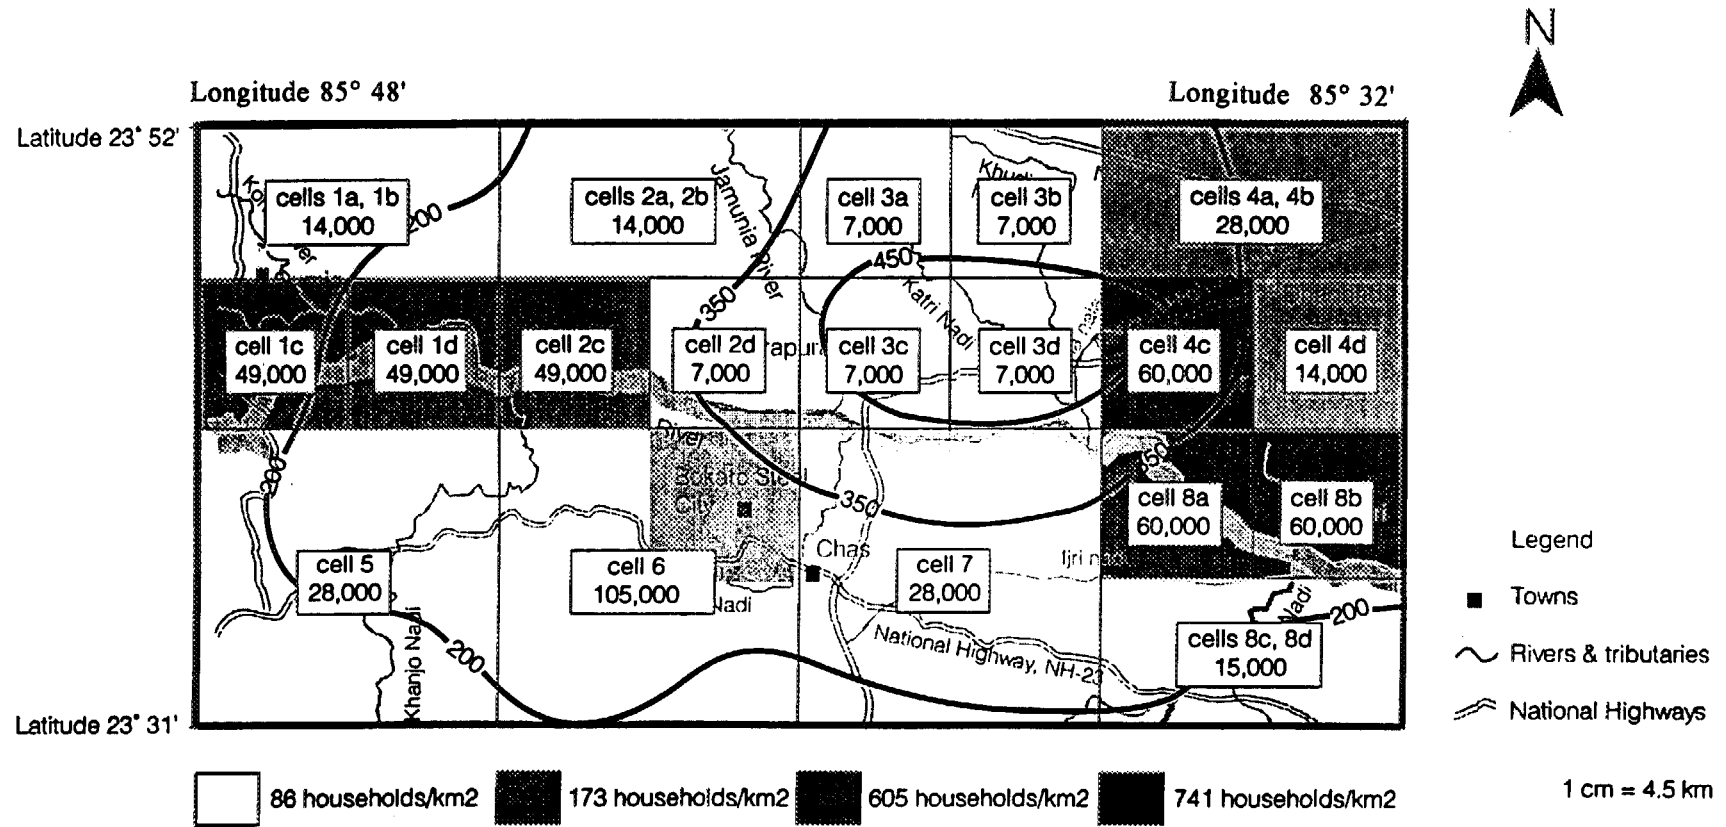 N
Longitude 85° 48'
Longitude 85° 32'
Latitude 23° 52'
cells 1a, 1b
14,000
200
cells 2a, 2b
14,000
Jamunia River
cell 3a
7,000
cell 3b
7,000
cells 4a, 4b
28,000
450
350
Katri Nadi
cell 1c
49,000
cell 1d
49,000
cell 2c
49,000
cell 2d
7,000
cell 3c
7,000
cell 3d
7,000
cell 4c
60,000
cell 4d
14,000
200
River
Bokaro Steel
City
350
350
cell 8a
60,000
cell 8b
60,000
Chas
cell 5
28,000
cell 6
105,000
cell 7
28,000
Nadi
Khanjo Nadi
200
National Highway, NH-23
Nadi
200
cells 8c, 8d
15,000
Latitude 23° 31'
Legend
Towns
Rivers & tributaries
National Highways
86 households/km2
173 households/km2
605 households/km2
741 households/km2
1 cm = 4.5 km